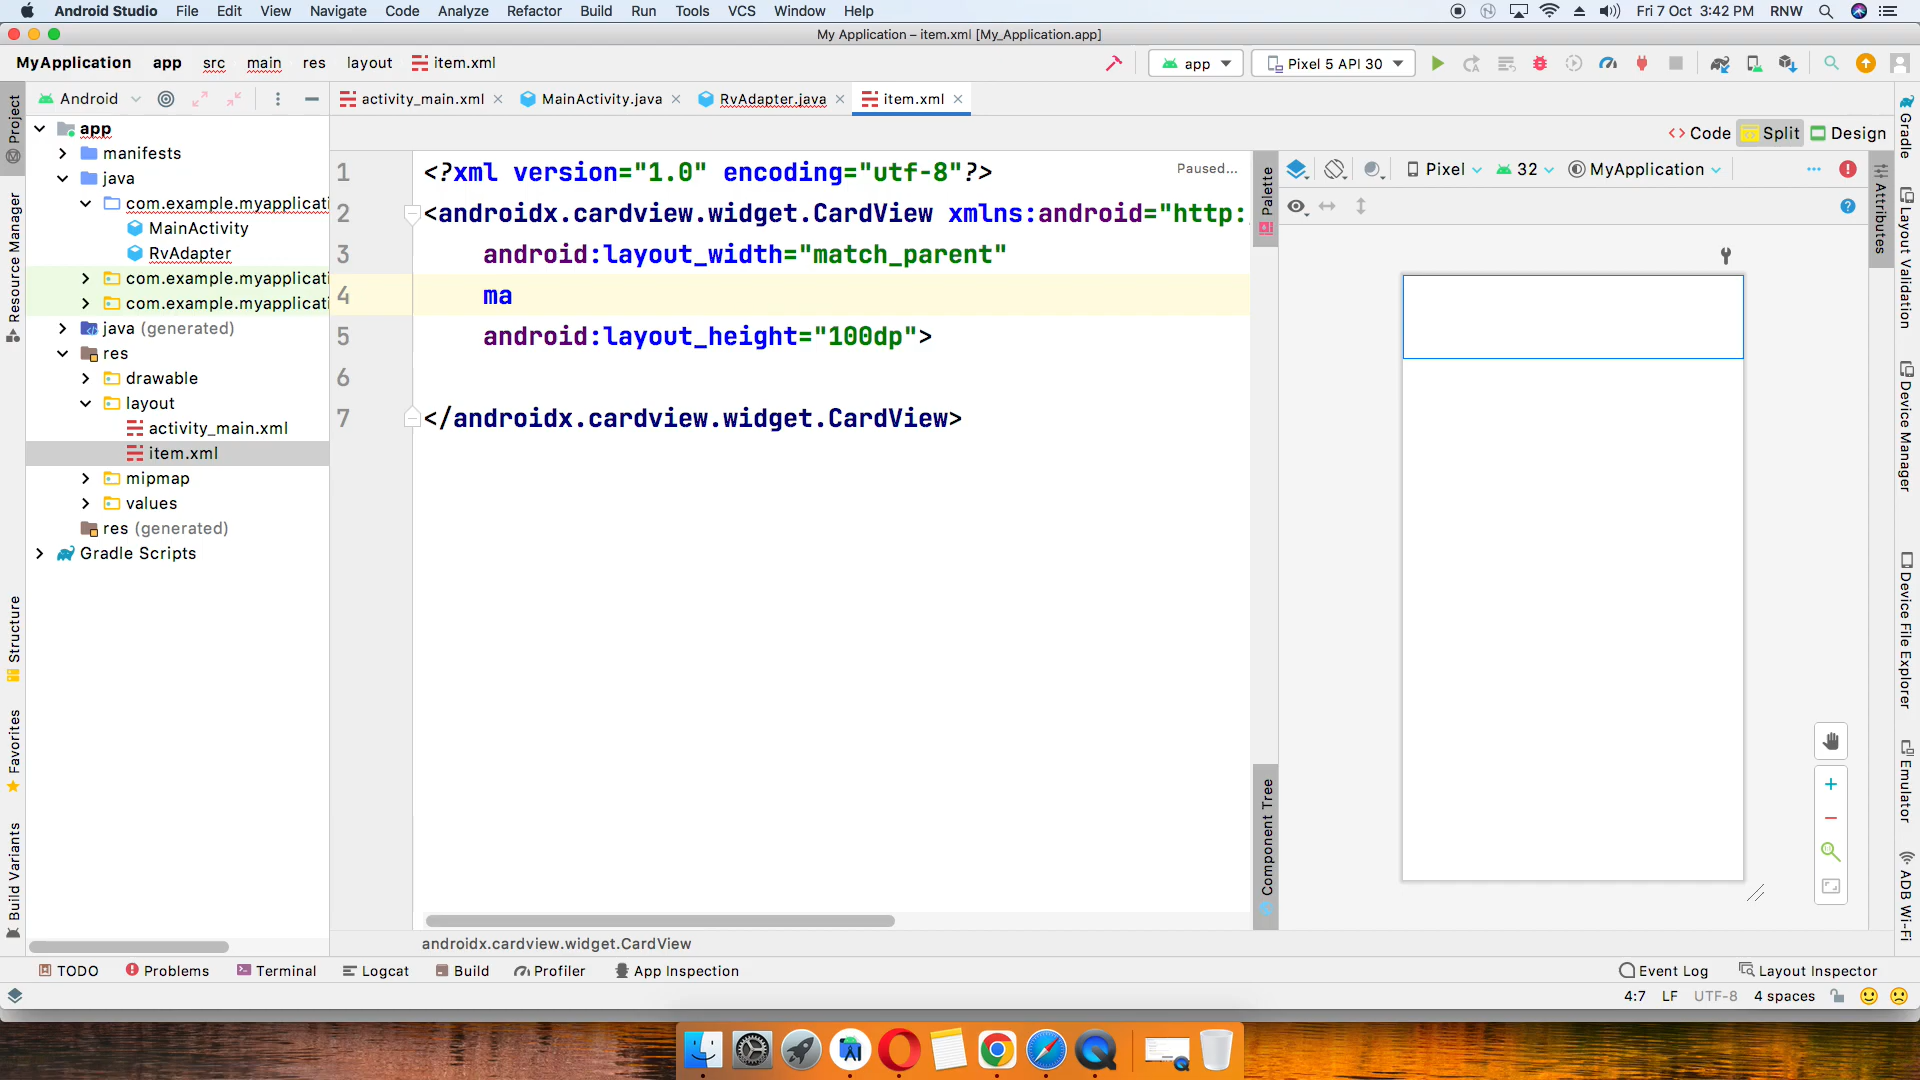 Android Studio File Edit View Navigate Code Analyze Refactor Build Run Tools VCS Window Help Fri 7 Oct 3:42 PM RNW
My Application – item.xml [My_Application.app]
MyApplication app src main res layout item.xml app Pixel 5 API 30
Android activity_main.xml MainActivity.java RvAdapter.java item.xml
Code Split Design
Project
Resource Manager
Structure
Favorites
Build Variants
app
manifests
java
com.example.myapplicati
MainActivity
RvAdapter
com.example.myapplicati
com.example.myapplicati
java (generated)
res
drawable
layout
activity_main.xml
item.xml
mipmap
values
res (generated)
Gradle Scripts
1 <?xml version="1.0" encoding="utf-8"?>
2 <androidx.cardview.widget.CardView xmlns:android="http:
3 android:layout_width="match_parent"
4 ma
5 android:layout_height="100dp">
6
7 </androidx.cardview.widget.CardView>
Paused...
androidx.cardview.widget.CardView
Palette
Component Tree
Pixel 32 MyApplication
Attributes
Gradle
Layout Validation
Device Manager
Device File Explorer
Emulator
ADB Wi-Fi
TODO Problems Terminal Logcat Build Profiler App Inspection Event Log Layout Inspector
4:7 LF UTF-8 4 spaces